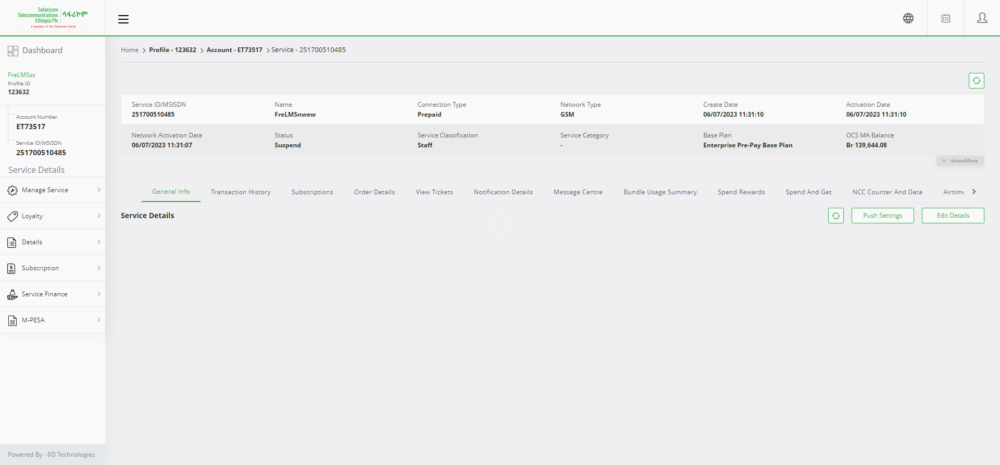 Safaricom
Telecommunications
Ethiopia Plc
ሳፋሪኮም
A member of the Vodacom family
Home > Profile - 123632 > Account - ET73517 > Service - 251700510485
Dashboard
FreLMSss
Profile ID
123632
Account Number
ET73517
Service ID/MSISDN
251700510485
Service Details
Manage Service
Loyalty
Details
Subscription
Service Finance
M-PESA
Powered By - 6D Technologies
Service ID/MSISDN Name Connection Type Network Type Create Date Activation Date
251700510485 FreLMSnwew Prepaid GSM 06/07/2023 11:31:10 06/07/2023 11:31:10
Network Activation Date Status Service Classification Service Category Base Plan OCS MA Balance
06/07/2023 11:31:07 Suspend Staff - Enterprise Pre-Pay Base Plan Br 139,644.08
showMore
General Info Transaction History Subscriptions Order Details View Tickets Notification Details Message Centre Bundle Usage Summary Spend Rewards Spend And Get NCC Counter And Data Airtime
Service Details Push Settings Edit Details